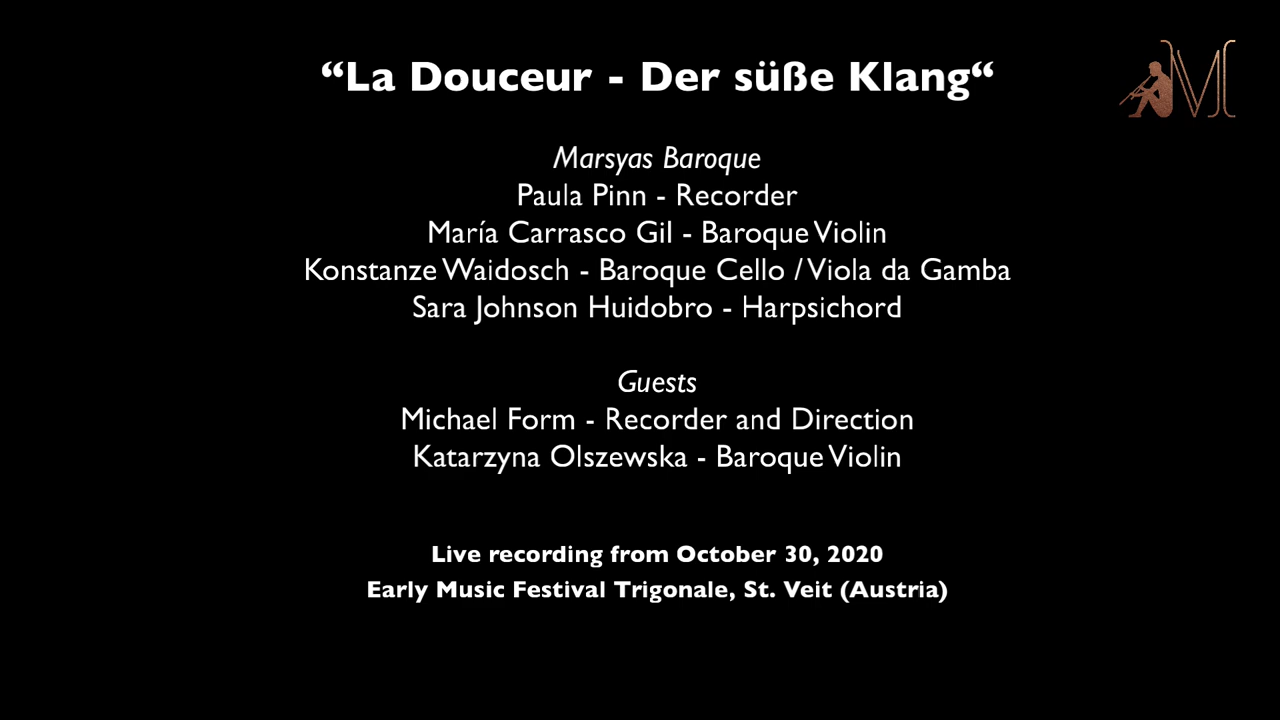 “La Douceur - Der süße Klang“
Marsyas Baroque
Paula Pinn - Recorder
María Carrasco Gil - Baroque Violin
Konstanze Waidosch - Baroque Cello / Viola da Gamba
Sara Johnson Huidobro - Harpsichord
Guests
Michael Form - Recorder and Direction
Katarzyna Olszewska - Baroque Violin
Live recording from October 30, 2020
Early Music Festival Trigonale, St. Veit (Austria)